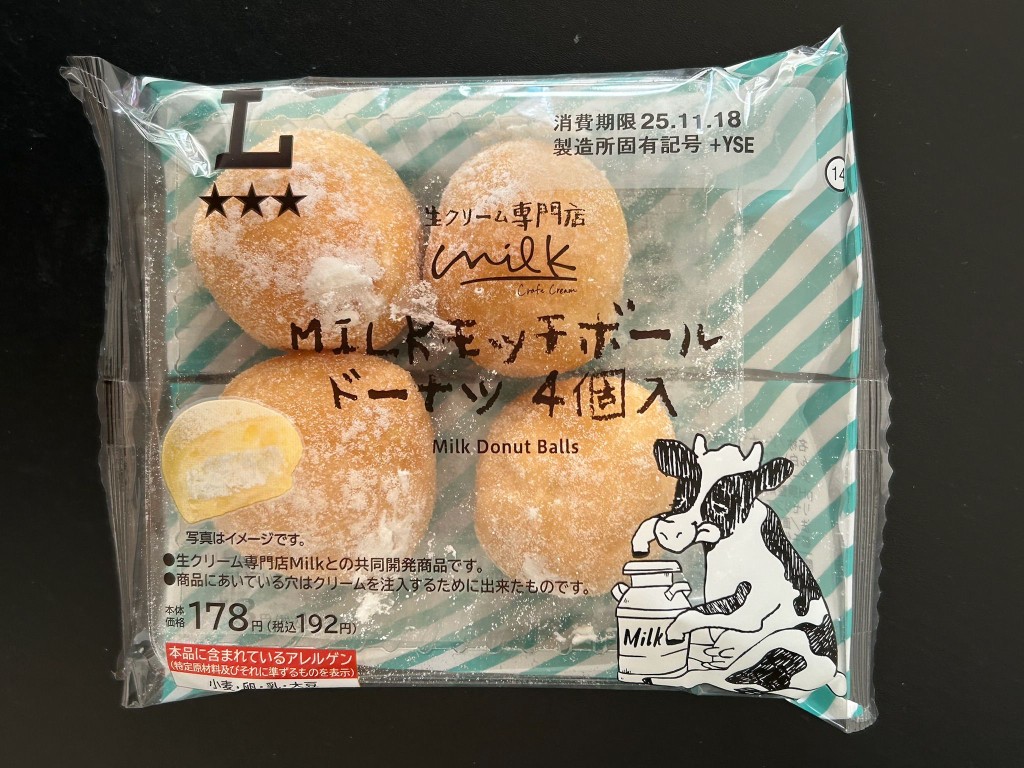 L
★★★
消費期限 25.11.18
製造所固有記号 +YSE
14
生クリーム専門店
milk
Crafe Cream
MILKモッチボール
ドーナツ 4個入
Milk Donut Balls
写真はイメージです。
●生クリーム専門店Milkとの共同開発商品です。
●商品にあいている穴はクリームを注入するために出来たものです。
本体価格 178円(税込192円)
本品に含まれているアレルゲン
(特定原材料及びそれに準ずるものを表示)
小麦・卵・乳・大豆
Milk